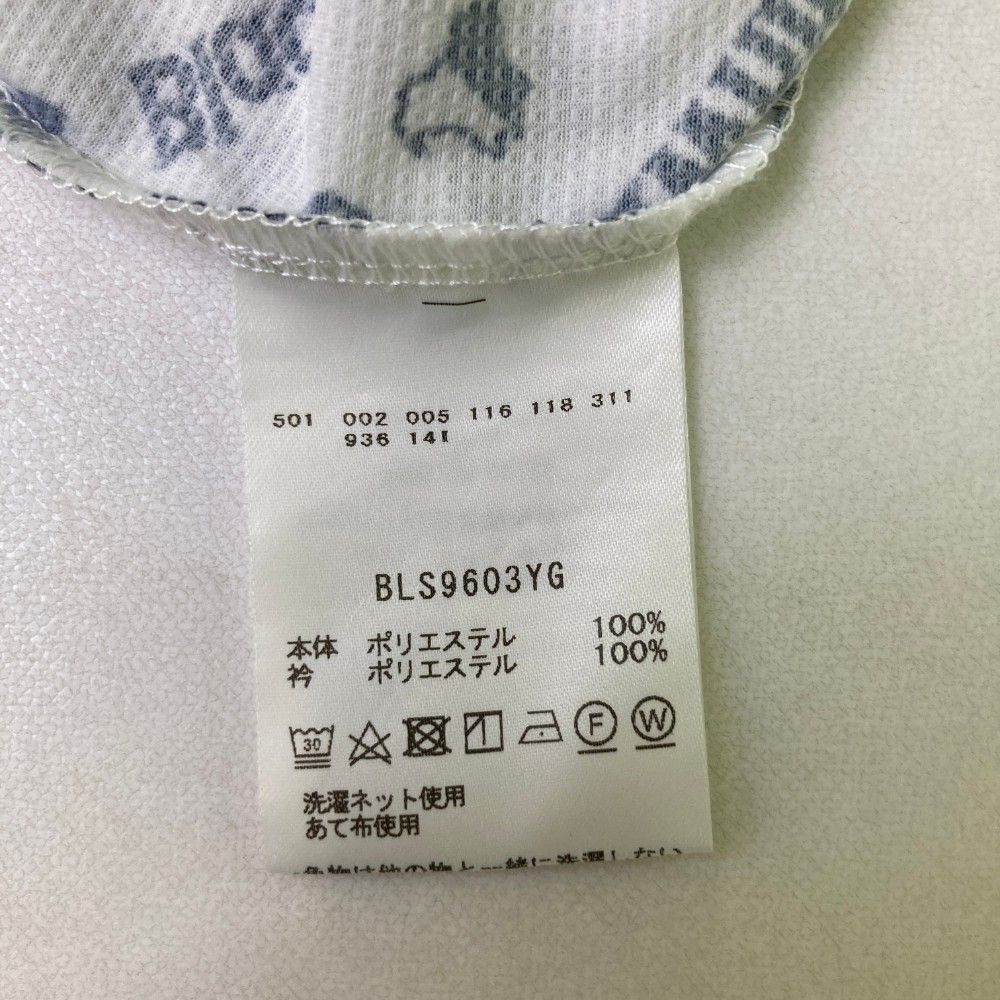 501 002 005 116 118 311
936 141
BLS9603YG
本体 ポリエステル 100%
衿 ポリエステル 100%
30
F W
洗濯ネット使用
あて布使用